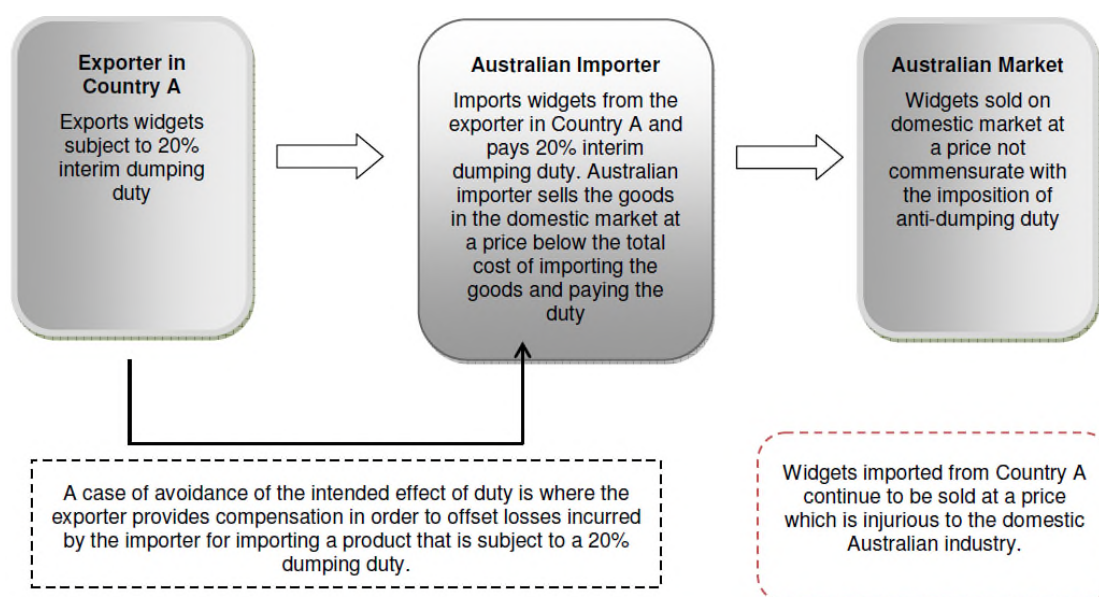 Exporter in
Country A
Exports widgets
subject to 20%
interim dumping
duty
Australian Importer
Imports widgets from the
exporter in Country A and
pays 20% interim
dumping duty. Australian
importer sells the goods
in the domestic market at
a price below the total
cost of importing the
goods and paying the
duty
Australian Market
Widgets sold on
domestic market at
a price not
commensurate with
the imposition of
anti-dumping duty
A case of avoidance of the intended effect of duty is where the
exporter provides compensation in order to offset losses incurred
by the importer for importing a product that is subject to a 20%
dumping duty.
Widgets imported from Country A
continue to be sold at a price
which is injurious to the domestic
Australian industry.